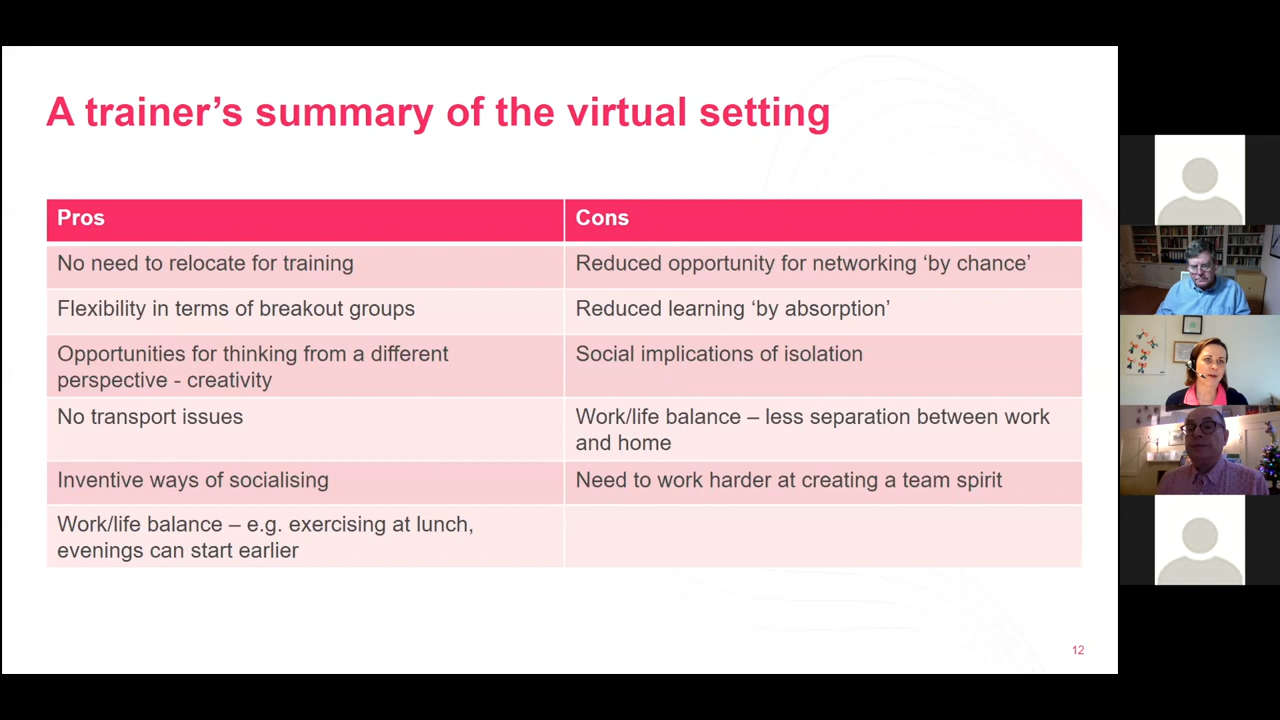 A trainer’s summary of the virtual setting
Pros
Cons
No need to relocate for training
Reduced opportunity for networking ‘by chance’
Flexibility in terms of breakout groups
Reduced learning ‘by absorption’
Opportunities for thinking from a different
perspective - creativity
Social implications of isolation
No transport issues
Work/life balance – less separation between work
and home
Inventive ways of socialising
Need to work harder at creating a team spirit
Work/life balance – e.g. exercising at lunch,
evenings can start earlier
12